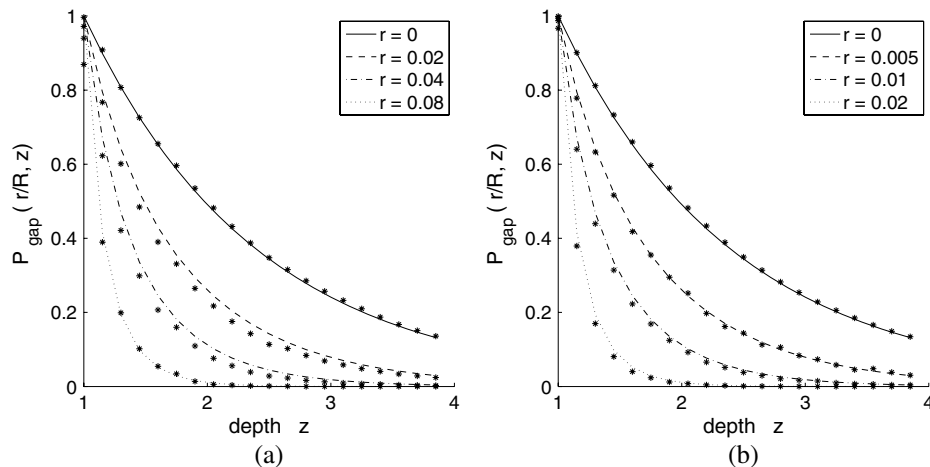 1
0.8
0.6
0.4
0.2
0
P gap ( r/R, z)
r = 0
r = 0.02
r = 0.04
r = 0.08
1
2
3
4
depth z
(a)
1
0.8
0.6
0.4
0.2
0
P gap ( r/R, z)
r = 0
r = 0.005
r = 0.01
r = 0.02
1
2
3
4
depth z
(b)